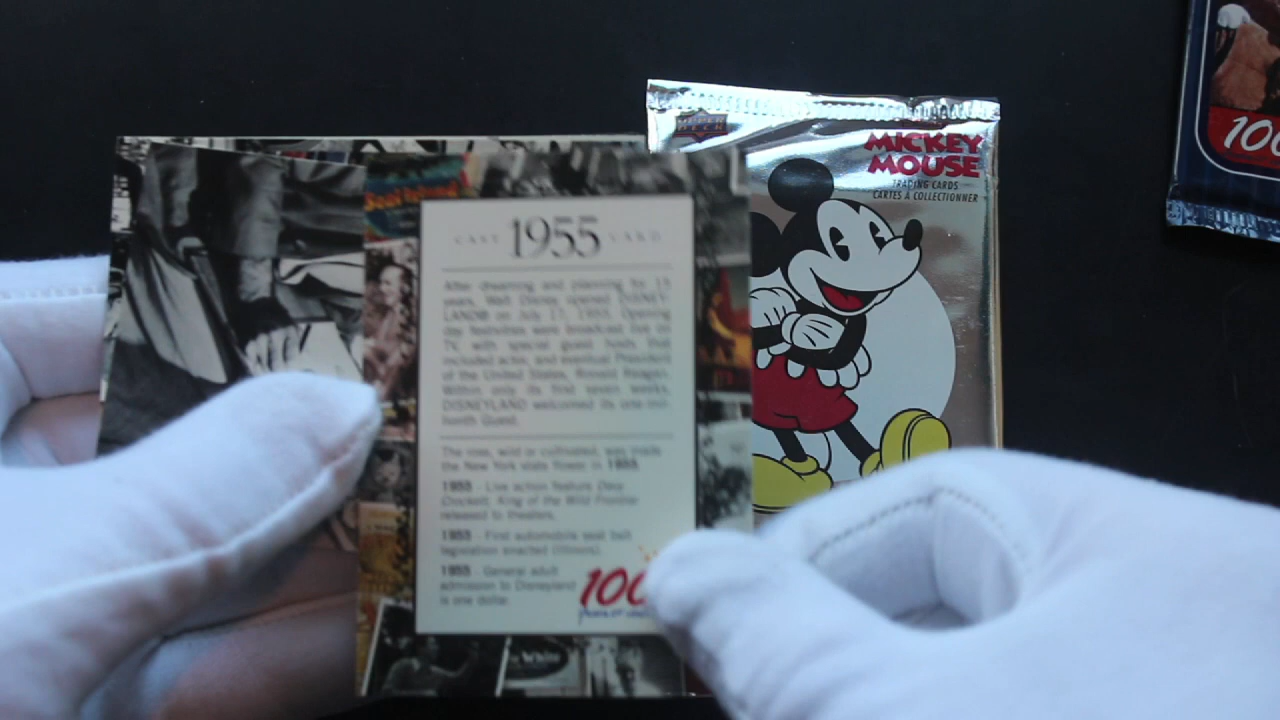 UPPER DECK
MICKEY
MOUSE
TRADING CARDS
CARTES À COLLECTIONNER
100
CAST 1955 CARD
After dreaming and planning for 15
years, Walt Disney opened DISNEY-
LAND® on July 17, 1955. Opening
day festivities were broadcast live on
TV, with special guest hosts that
included actor, and eventual President
of the United States, Ronald Reagan.
Within only its first seven weeks,
DISNEYLAND welcomed its one-mil-
lionth Guest.
The rose, wild or cultivated, was made
the New York state flower in 1955.
1955 - Live action feature Davy
Crockett, King of the Wild Frontier
released to theaters.
1955 - First automobile seat belt
legislation enacted (Illinois).
1955 - General adult
admission to Disneyland
is one dollar.
100
White